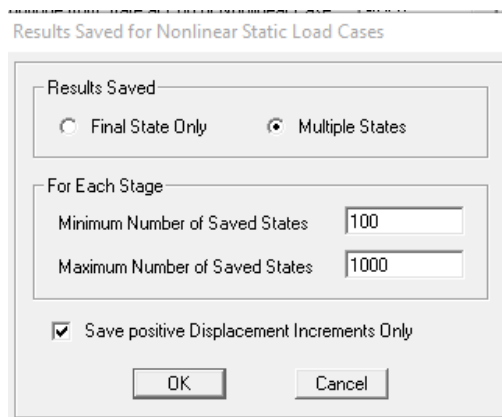 Results Saved for Nonlinear Static Load Cases
Results Saved
Final State Only Multiple States
For Each Stage
Minimum Number of Saved States 100
Maximum Number of Saved States 1000
Save positive Displacement Increments Only
OK Cancel